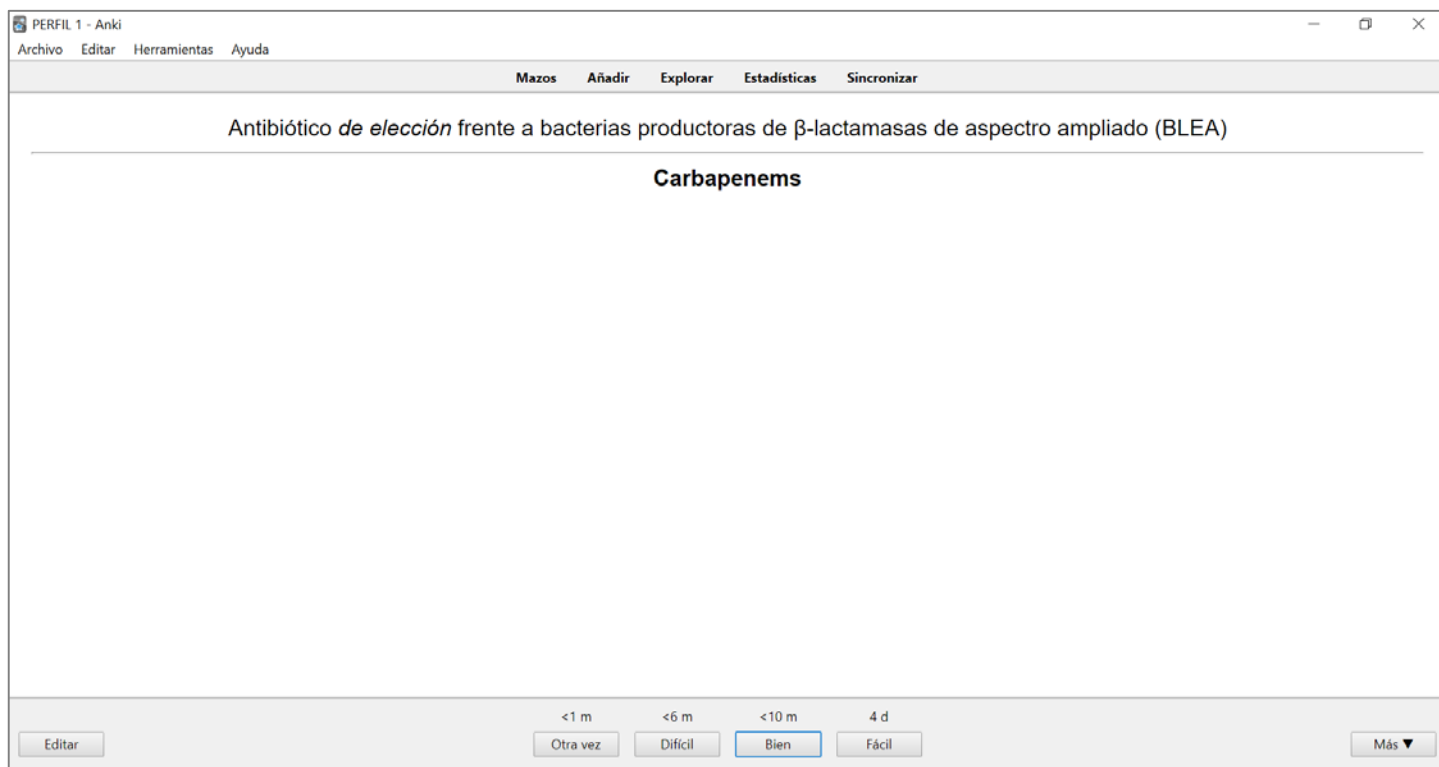 PERFIL 1 - Anki
Archivo Editar Herramientas Ayuda
Mazos Añadir Explorar Estadísticas Sincronizar
Antibiótico de elección frente a bacterias productoras de β-lactamasas de aspectro ampliado (BLEA)
Carbapenems
<1 m <6 m <10 m 4 d
Editar Otra vez Difícil Bien Fácil Más ▼